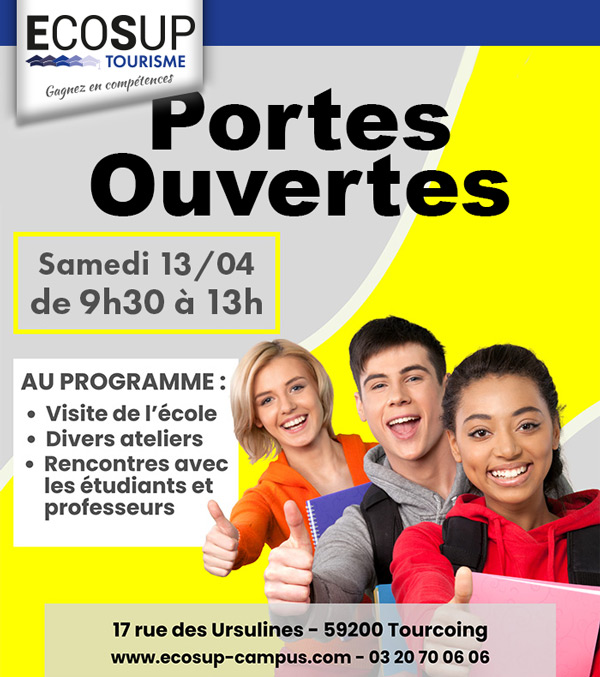 ECOSUP
TOURISME
Gagnez en compétences
Portes
Ouvertes
Samedi 13/04
de 9h30 à 13h
AU PROGRAMME :
• Visite de l'école
• Divers ateliers
• Rencontres avec
les étudiants et
professeurs
17 rue des Ursulines - 59200 Tourcoing
www.ecosup-campus.com - 03 20 70 06 06